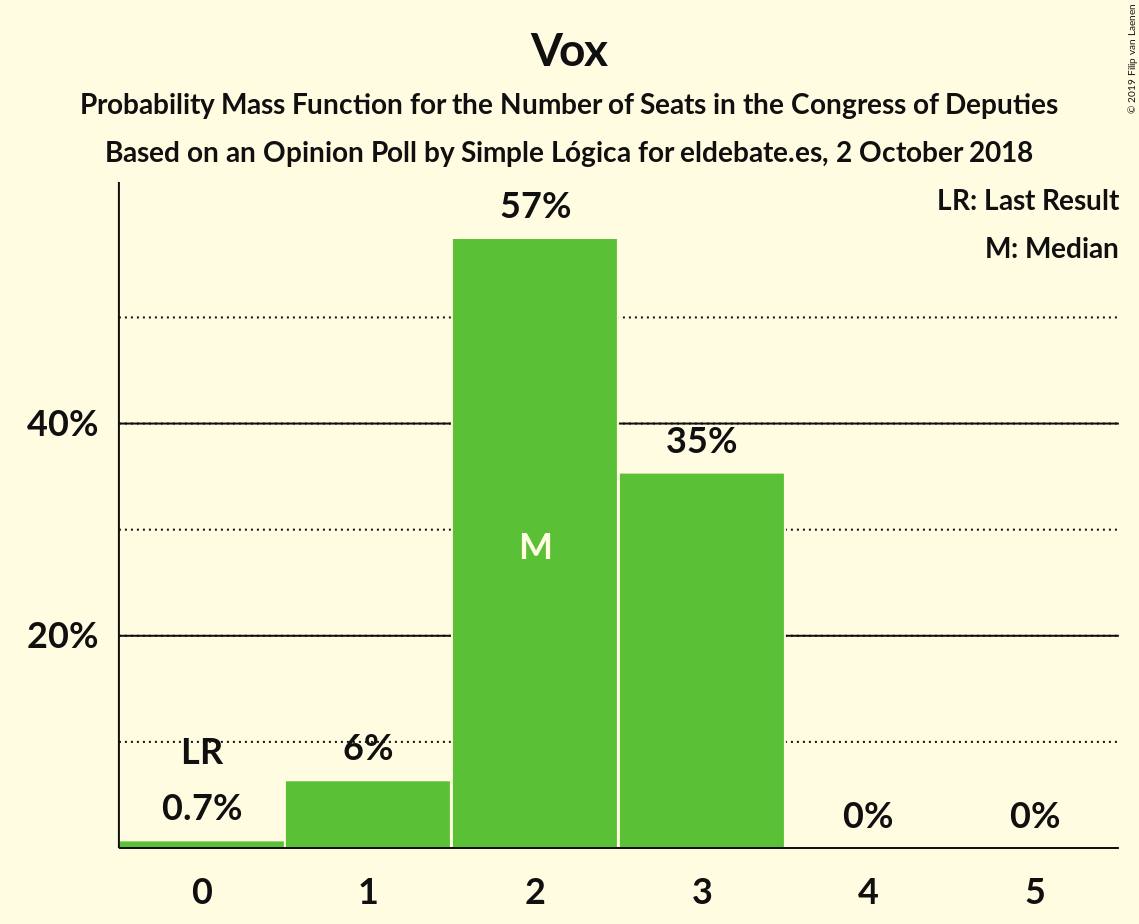 Vox
Probability Mass Function for the Number of Seats in the Congress of Deputies
Based on an Opinion Poll by Simple Lógica for eldebate.es, 2 October 2018
© 2019 Filip van Laenen
LR: Last Result
M: Median
57%
40%
35%
M
20%
LR
6%
0.7%
0%
0%
0
1
2
3
4
5